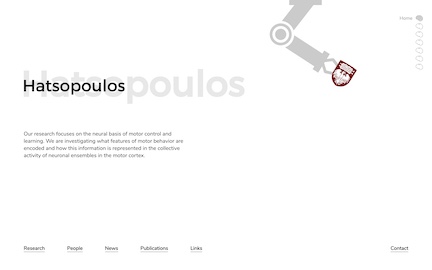 Home
Hatsopoulos
Hatsopoulos
Our research focuses on the neural basis of motor control and
learning. We are investigating what features of motor behavior are
encoded and how this information is represented in the collective
activity of neuronal ensembles in the motor cortex.
Research People News Publications Links Contact